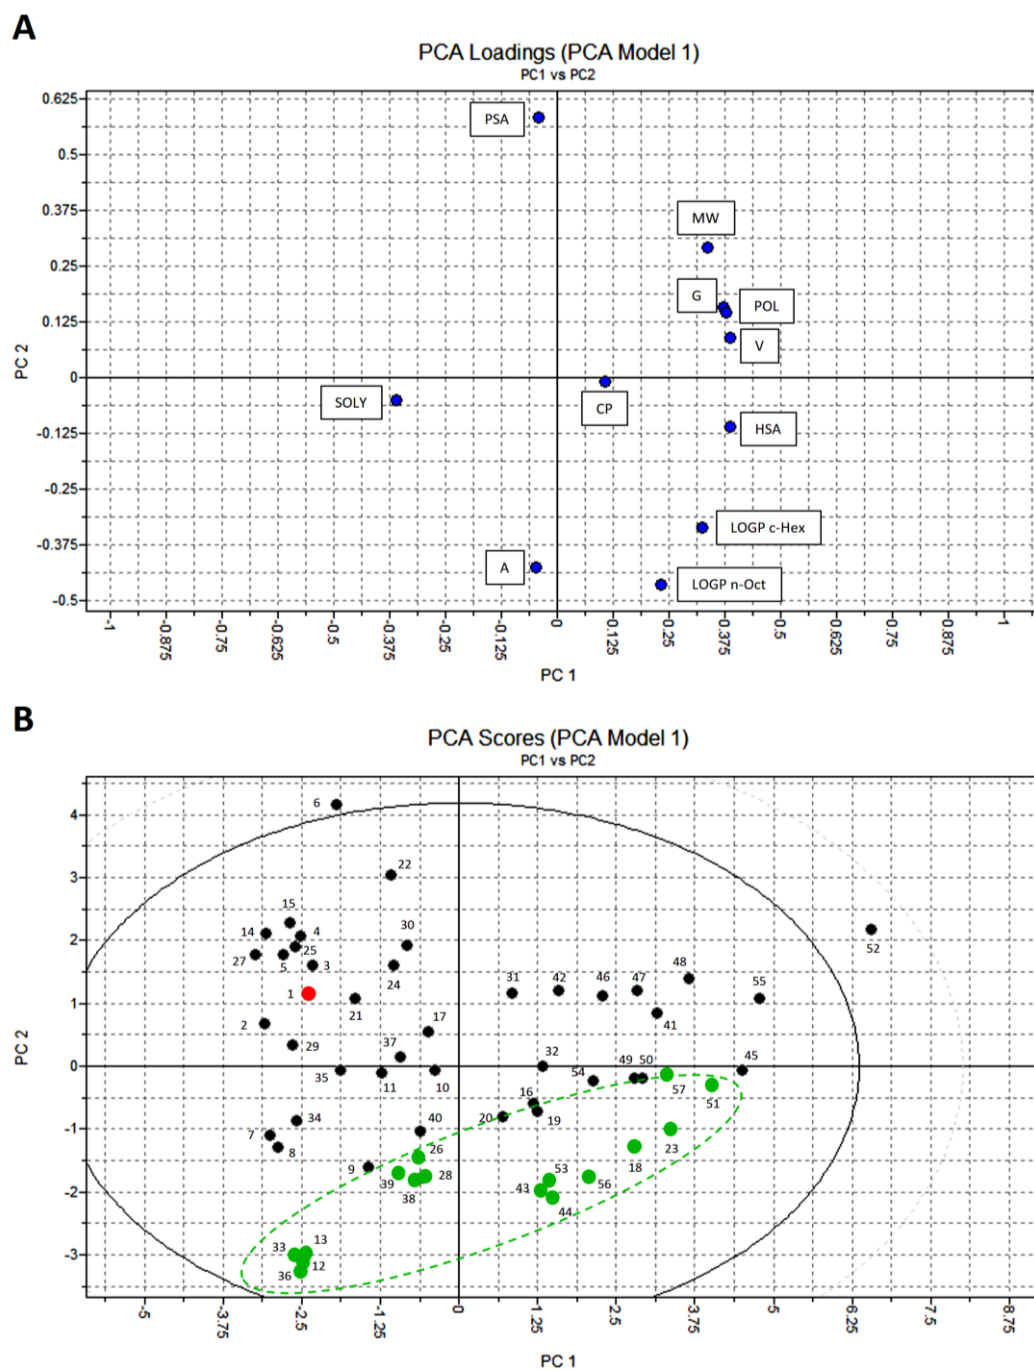 A
PCA Loadings (PCA Model 1)
PC1 vs PC2
0.625
PSA
0.5
0.375
MW
0.25
G
POL
0.125
V
PC 2
0
SOLY
CP
-0.125
HSA
-0.25
LOGP c-Hex
-0.375
A
LOGP n-Oct
-0.5
-1 -0.875 -0.75 -0.625 -0.5 -0.375 -0.25 -0.125 0 0.125 0.25 0.375 0.5 0.625 0.75 0.875 1
PC 1
B
PCA Scores (PCA Model 1)
PC1 vs PC2
6
4
22
3
15
14 4 30
2
27 5 25 3 24
52
48
31 42 46 47 55
1 21
1
41
2 17
29 37
32
0
35 11 10 54 49 50 57 45
51
16
20 19
34
7 40 23
-1
8 26 18
9
39 28 53 56
38 43
-2
44
33 13
-3
12
36
PC 2
-5 -3.75 -2.5 -1.25 0 1.25 2.5 3.75 5 6.25 7.5 8.75
PC 1